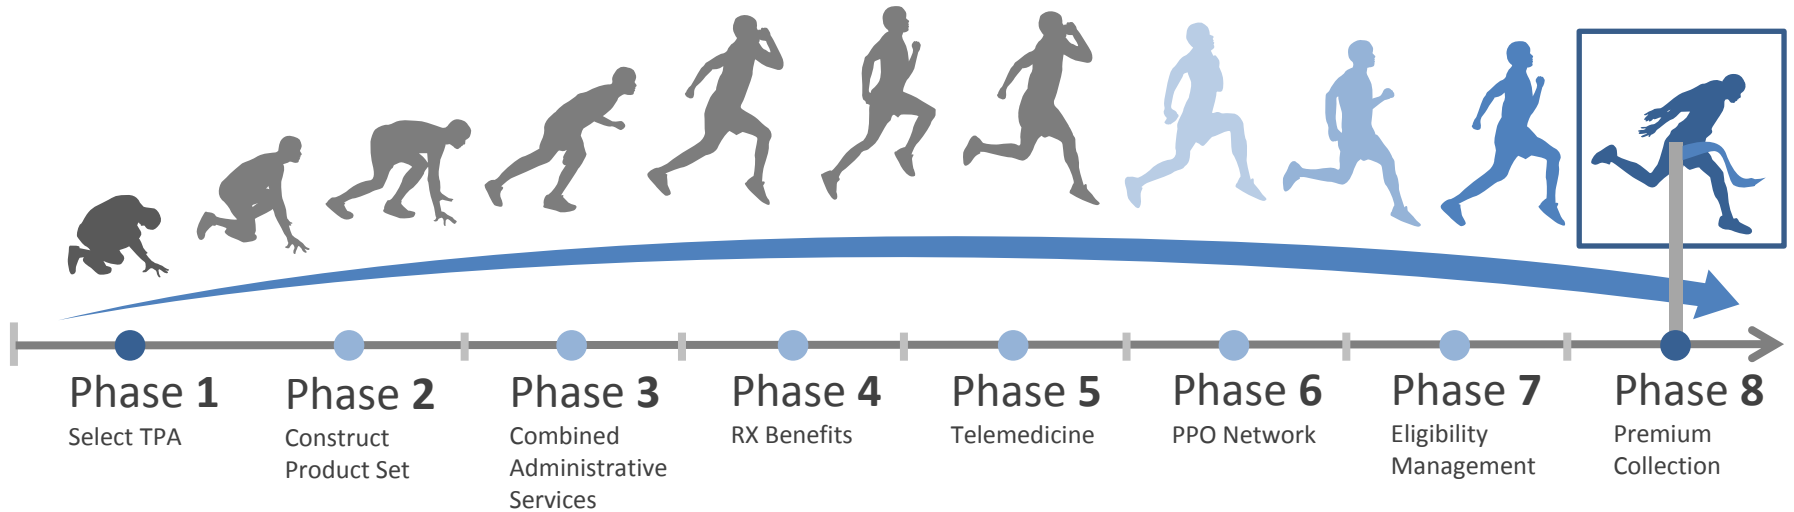 Phase 1
Select TPA
Phase 2
Construct
Product Set
Phase 3
Combined
Administrative
Services
Phase 4
RX Benefits
Phase 5
Telemedicine
Phase 6
PPO Network
Phase 7
Eligibility
Management
Phase 8
Premium
Collection